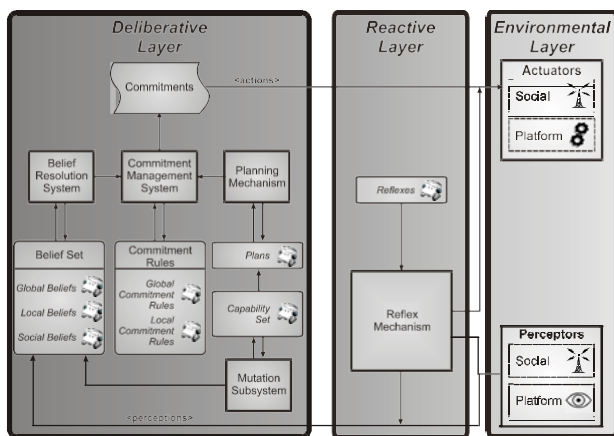 Deliberative
Layer
Reactive
Layer
Environmental
Layer
Commitments
<actions>
Actuators
Social
Platform
Belief
Resolution
System
Commitment
Management
System
Planning
Mechanism
Reflexes
Belief Set
Global Beliefs
Local Beliefs
Social Beliefs
Commitment
Rules
Global
Commitment
Rules
Local
Commitment
Rules
Plans
Capability
Set
Mutation
Subsystem
Reflex
Mechanism
Perceptors
Social
Platform
<perceptions>